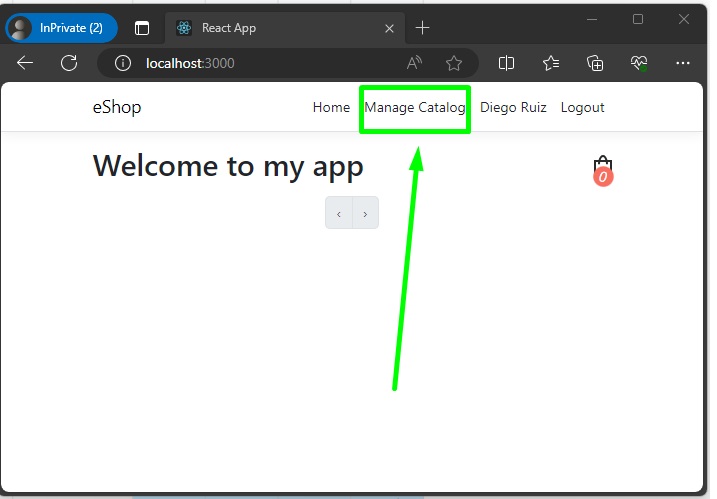 InPrivate (2)
React App
localhost:3000
eShop
Home Manage Catalog Diego Ruiz Logout
Welcome to my app
0
‹ ›